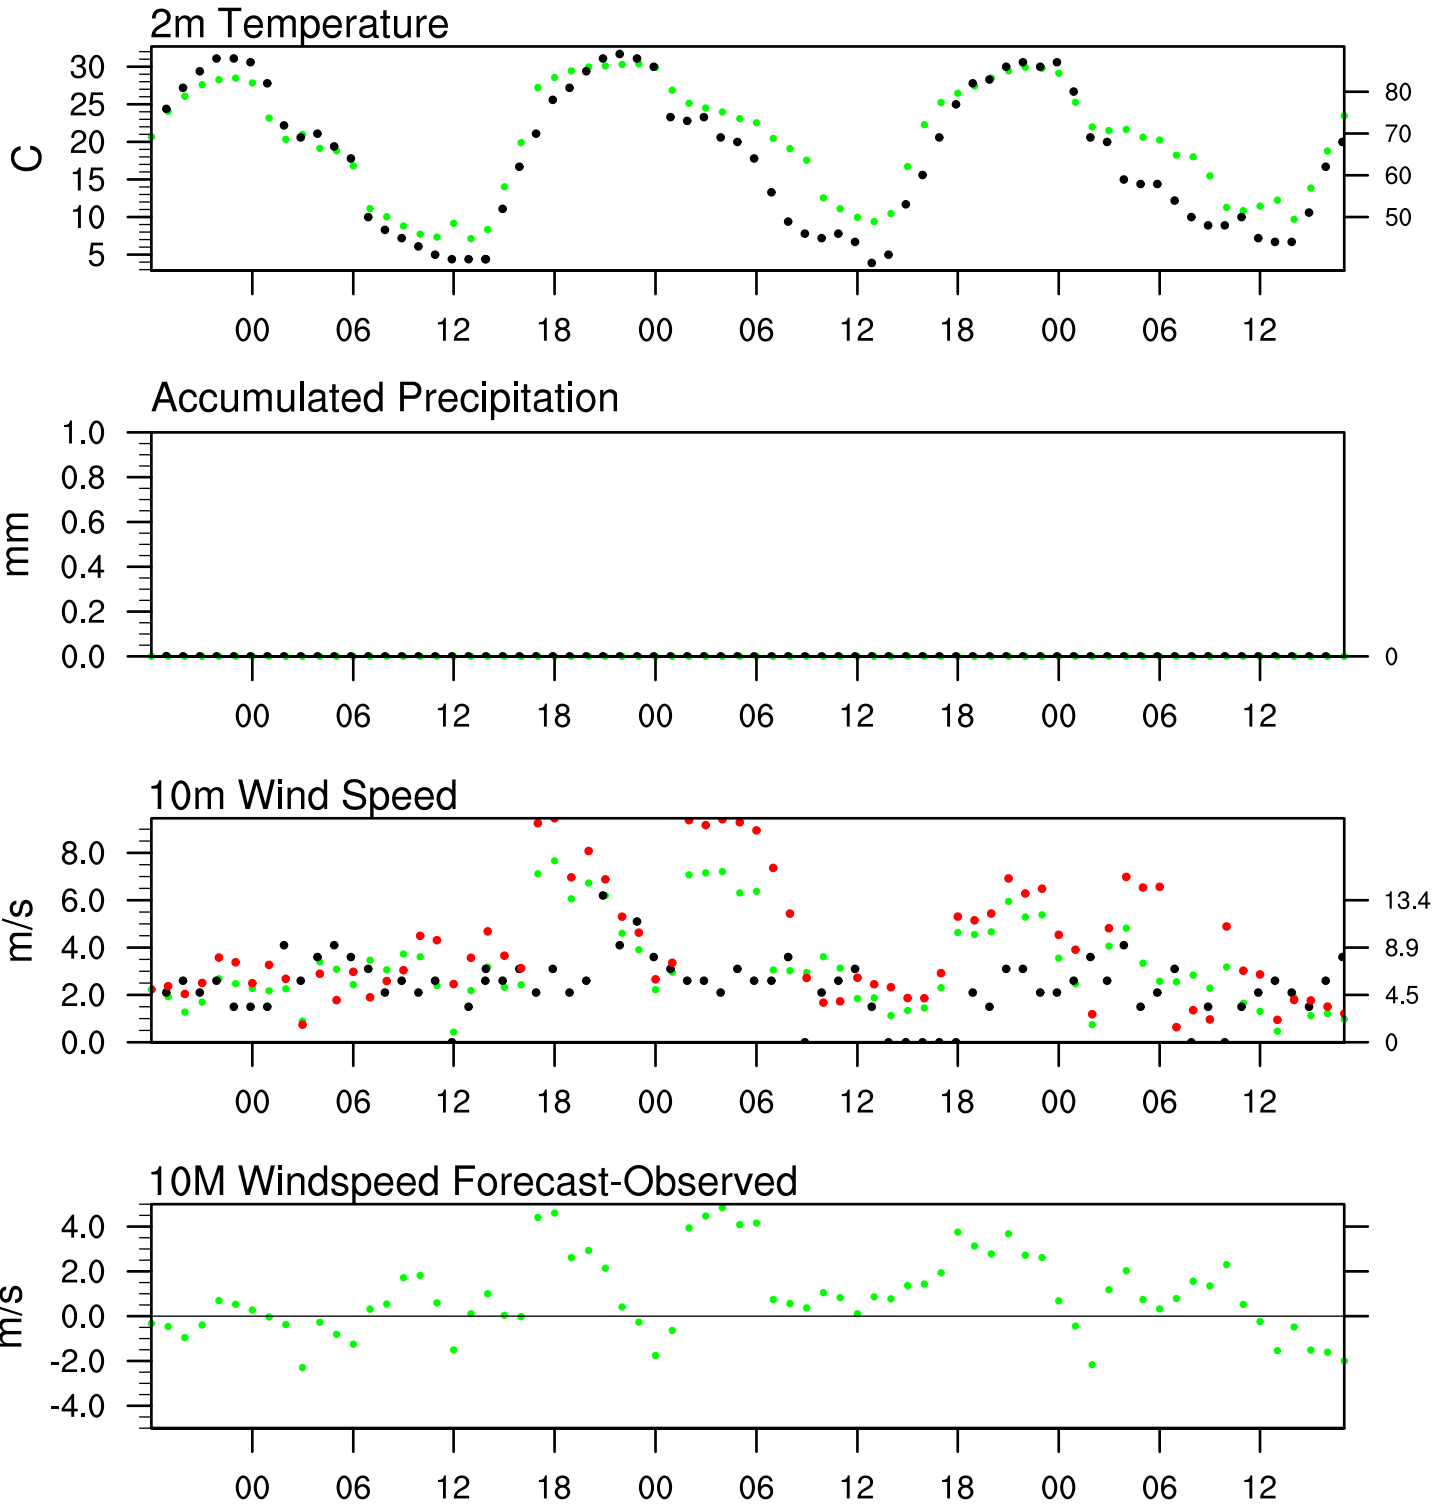 2m Temperature
30
25
20
15
10
5
C
80
70
60
50
00 06 12 18 00 06 12 18 00 06 12
Accumulated Precipitation
1.0
0.8
0.6
0.4
0.2
0.0
mm
0
00 06 12 18 00 06 12 18 00 06 12
10m Wind Speed
8.0
6.0
4.0
2.0
0.0
m/s
13.4
8.9
4.5
0
00 06 12 18 00 06 12 18 00 06 12
10M Windspeed Forecast-Observed
4.0
2.0
0.0
-2.0
-4.0
m/s
00 06 12 18 00 06 12 18 00 06 12